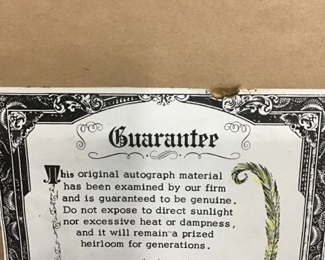 Guarantee
This original autograph material
has been examined by our firm
and is guaranteed to be genuine.
Do not expose to direct sunlight
nor excessive heat or dampness,
and it will remain a prized
heirloom for generations.